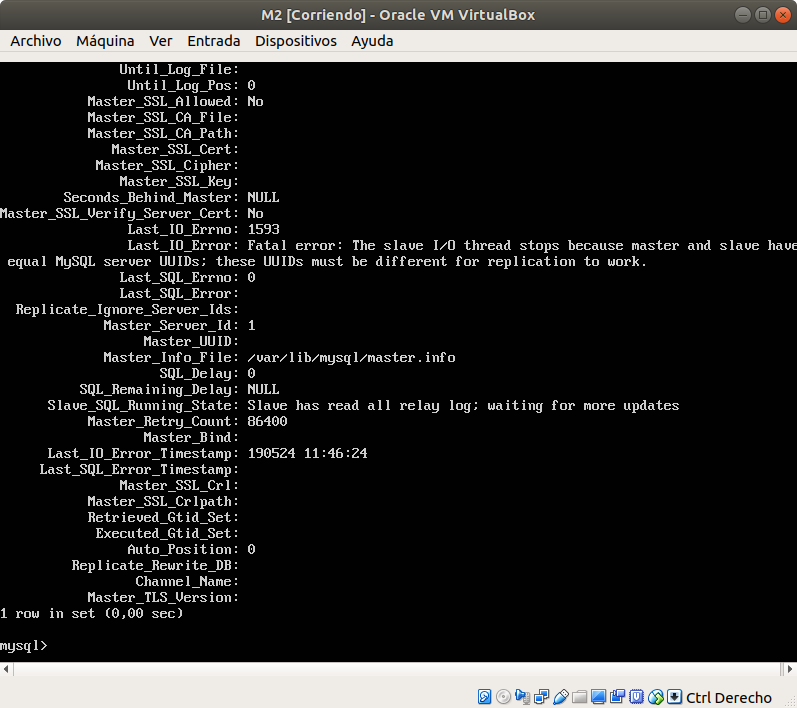 M2 [Corriendo] - Oracle VM VirtualBox
Archivo Máquina Ver Entrada Dispositivos Ayuda
Until_Log_File:
Until_Log_Pos: 0
Master_SSL_Allowed: No
Master_SSL_CA_File:
Master_SSL_CA_Path:
Master_SSL_Cert:
Master_SSL_Cipher:
Master_SSL_Key:
Seconds_Behind_Master: NULL
Master_SSL_Verify_Server_Cert: No
Last_IO_Errno: 1593
Last_IO_Error: Fatal error: The slave I/O thread stops because master and slave have
equal MySQL server UUIDs; these UUIDs must be different for replication to work.
Last_SQL_Errno: 0
Last_SQL_Error:
Replicate_Ignore_Server_Ids:
Master_Server_Id: 1
Master_UUID:
Master_Info_File: /var/lib/mysql/master.info
SQL_Delay: 0
SQL_Remaining_Delay: NULL
Slave_SQL_Running_State: Slave has read all relay log; waiting for more updates
Master_Retry_Count: 86400
Master_Bind:
Last_IO_Error_Timestamp: 190524 11:46:24
Last_SQL_Error_Timestamp:
Master_SSL_Crl:
Master_SSL_Crlpath:
Retrieved_Gtid_Set:
Executed_Gtid_Set:
Auto_Position: 0
Replicate_Rewrite_DB:
Channel_Name:
Master_TLS_Version:
1 row in set (0,00 sec)
mysql>
Ctrl Derecho